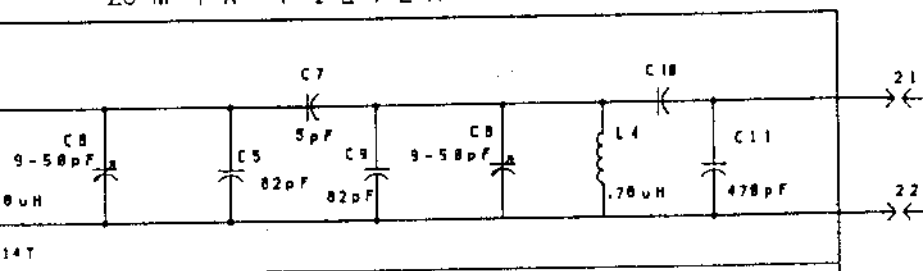 C7
C10
21
C8
9-50pF
C5
82pF
5pF
C9
82pF
C8
9-50pF
L4
.70uH
C11
470pF
22
0uH
14T